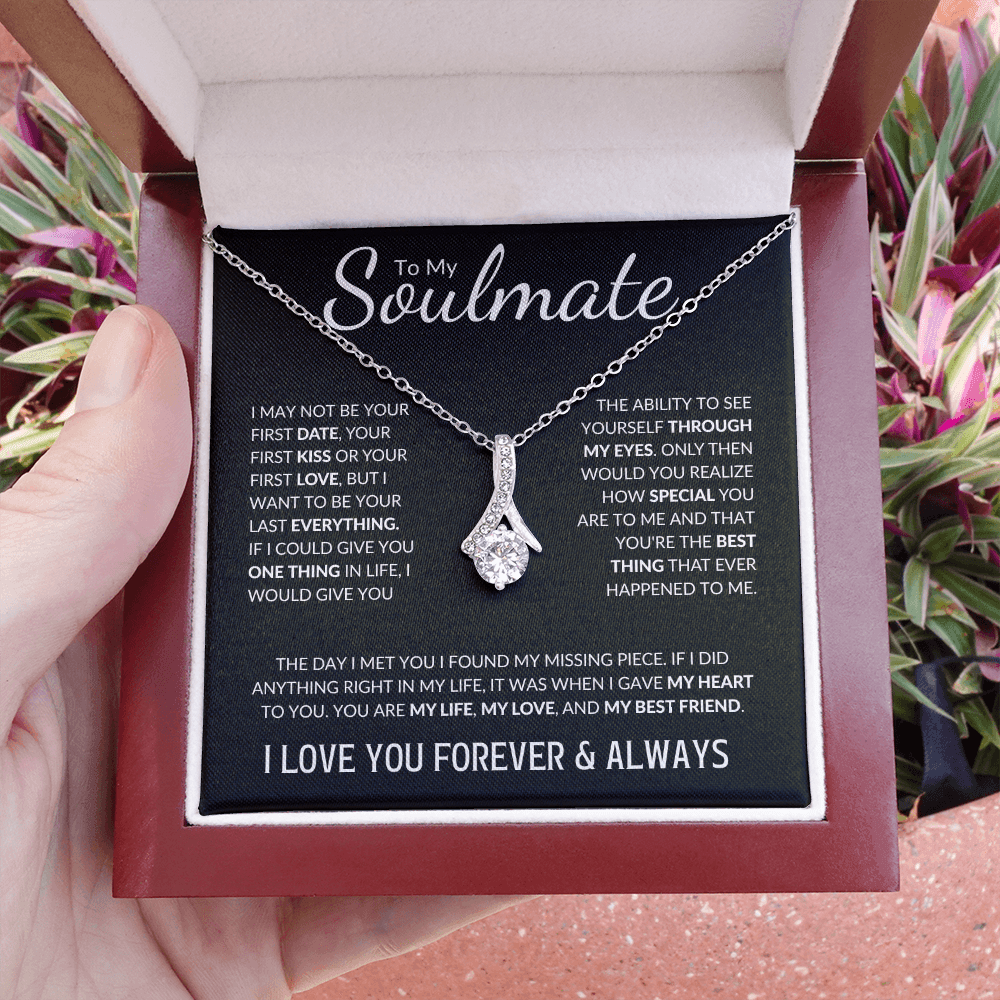 To My
Soulmate
I MAY NOT BE YOUR
FIRST DATE, YOUR
FIRST KISS OR YOUR
FIRST LOVE, BUT I
WANT TO BE YOUR
LAST EVERYTHING.
IF I COULD GIVE YOU
ONE THING IN LIFE, I
WOULD GIVE YOU
THE ABILITY TO SEE
YOURSELF THROUGH
MY EYES. ONLY THEN
WOULD YOU REALIZE
HOW SPECIAL YOU
ARE TO ME AND THAT
YOU'RE THE BEST
THING THAT EVER
HAPPENED TO ME.
THE DAY I MET YOU I FOUND MY MISSING PIECE. IF I DID
ANYTHING RIGHT IN MY LIFE, IT WAS WHEN I GAVE MY HEART
TO YOU. YOU ARE MY LIFE, MY LOVE, AND MY BEST FRIEND.
I LOVE YOU FOREVER & ALWAYS